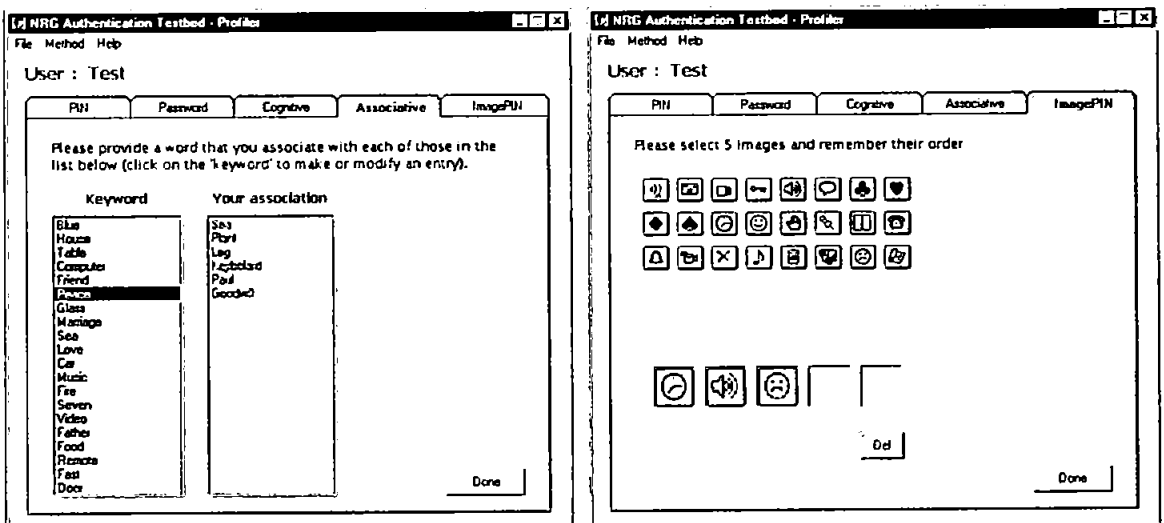 NRG Authentication Testbed - Profiler
File Method Help
User : Test
PIN Password Cognitive Associative ImagePIN
Please provide a word that you associate with each of those in the
list below (click on the 'keyword' to make or modify an entry).
Keyword Your association
Blue Sea
House Plant
Table Leg
Computer Keyboard
Friend Paul
Peace Goodwill
Glass
Marriage
Sea
Love
Car
Music
Fire
Seven
Video
Father
Food
Remote
Fast
Door
Done
NRG Authentication Testbed - Profiler
File Method Help
User : Test
PIN Password Cognitive Associative ImagePIN
Please select 5 images and remember their order
Del
Done